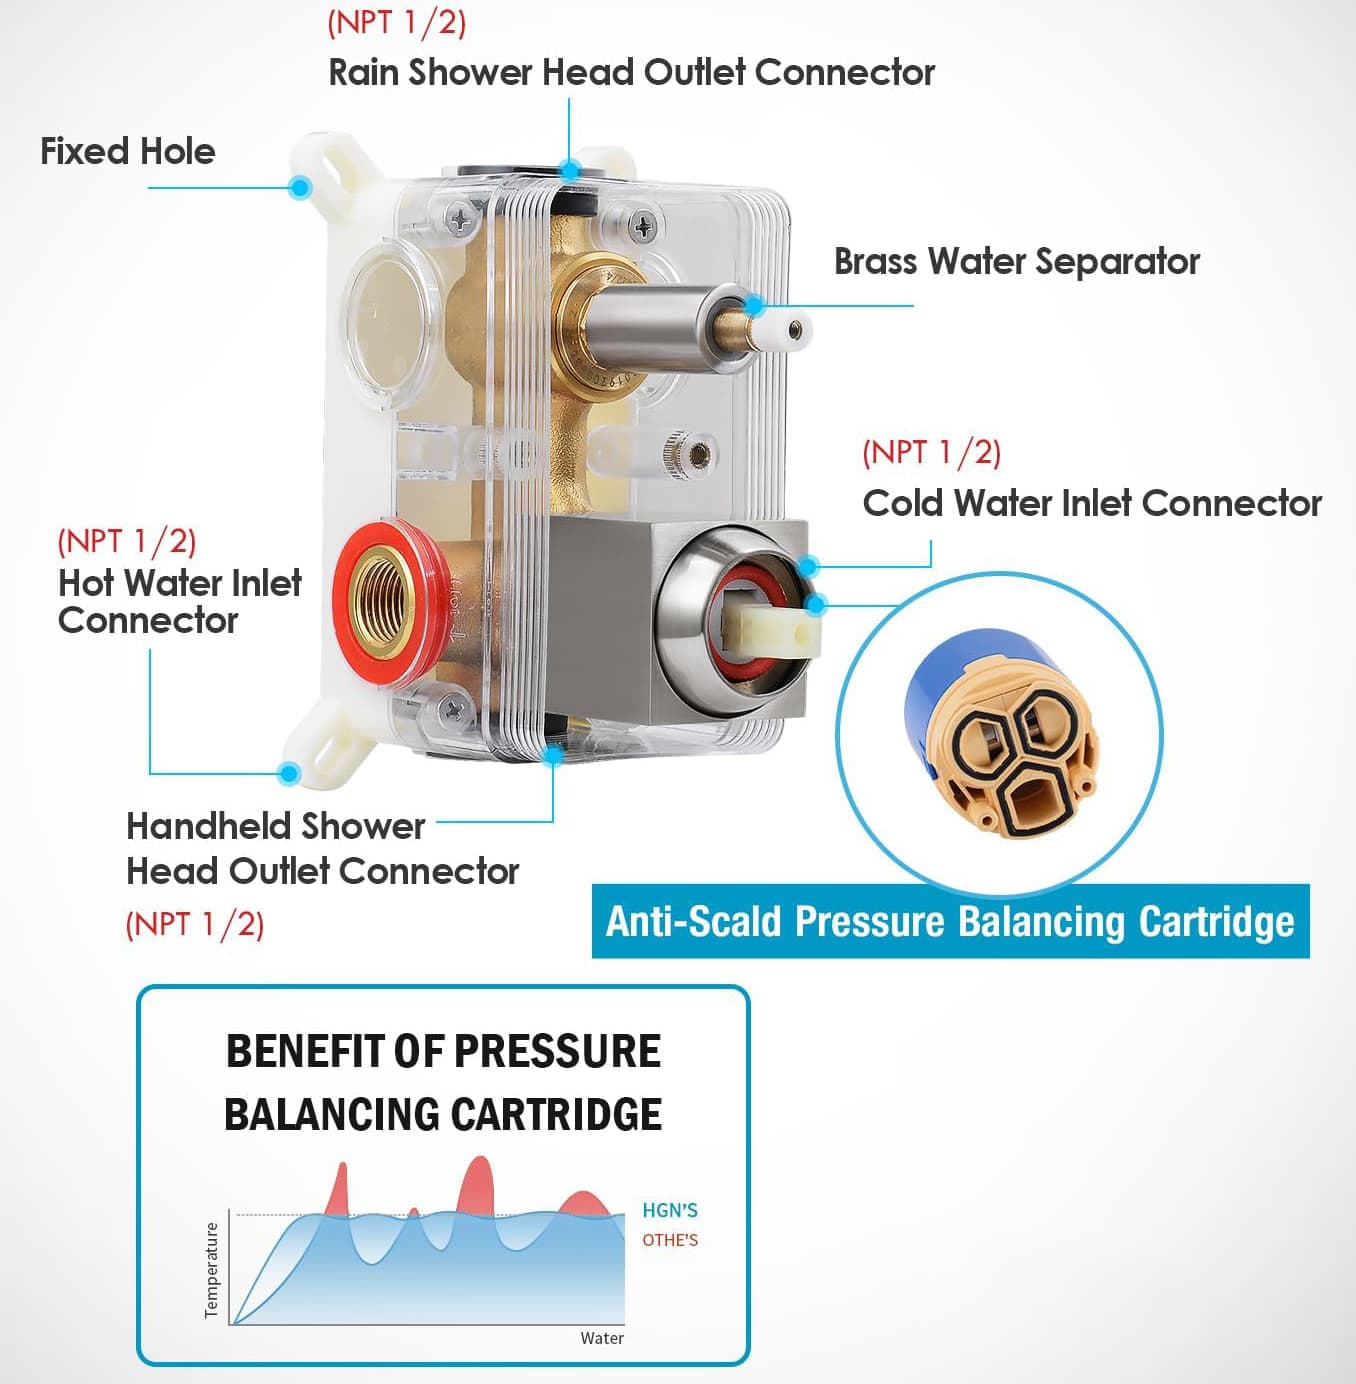 (NPT 1/2)
Rain Shower Head Outlet Connector
Fixed Hole
Brass Water Separator
(NPT 1/2)
Cold Water Inlet Connector
(NPT 1/2)
Hot Water Inlet
Connector
Handheld Shower
Head Outlet Connector
(NPT 1/2)
Anti-Scald Pressure Balancing Cartridge
BENEFIT OF PRESSURE
BALANCING CARTRIDGE
HGN'S
OTHE'S
Temperature
Water